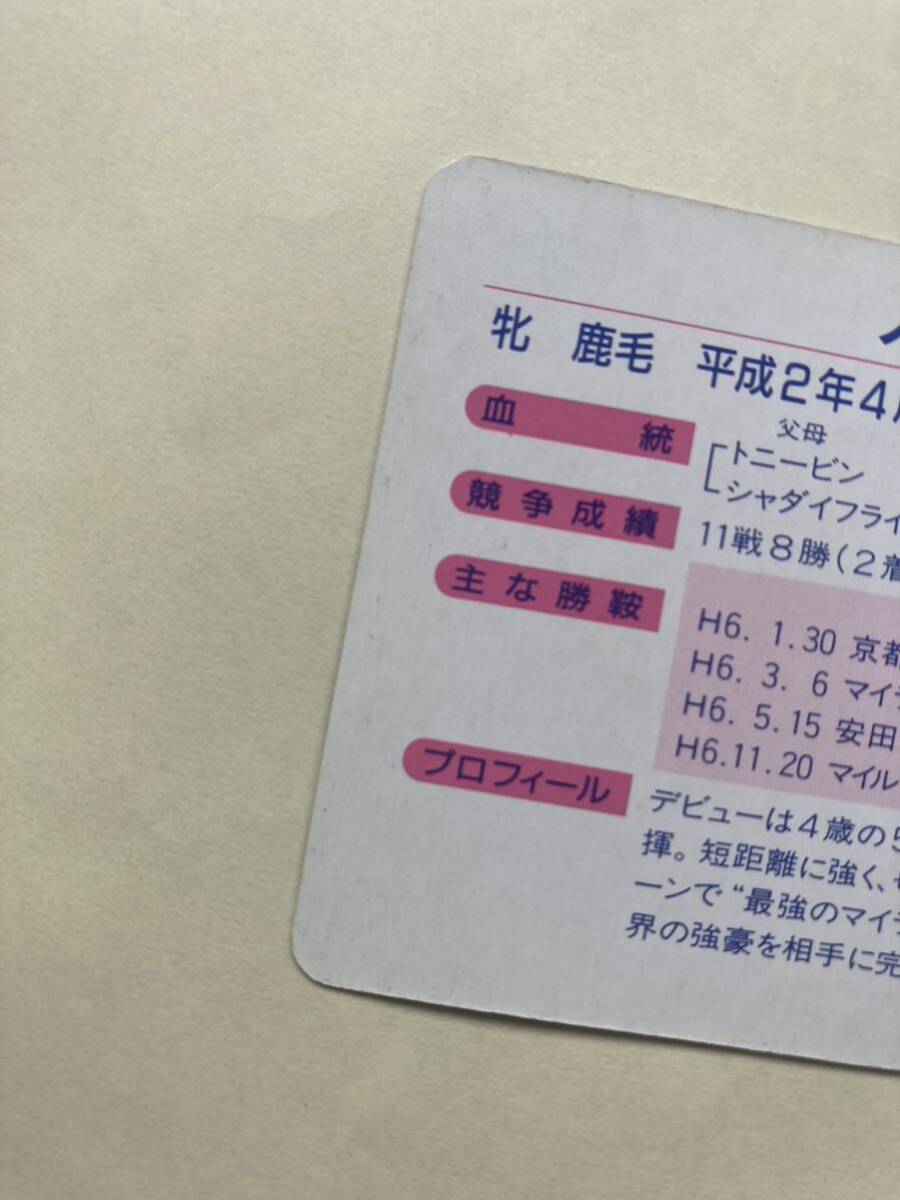 牝 鹿毛 平成2年4
血統
父母
トニービン
シャダイフライ
競争成績
11戦8勝(2着
主な勝鞍
H6. 1.30 京都
H6. 3. 6 マイ
H6. 5.15 安田
H6.11.20 マイル
プロフィール
デビューは4歳の
揮。短距離に強く、
ーンで“最強のマイ
界の強豪を相手に完